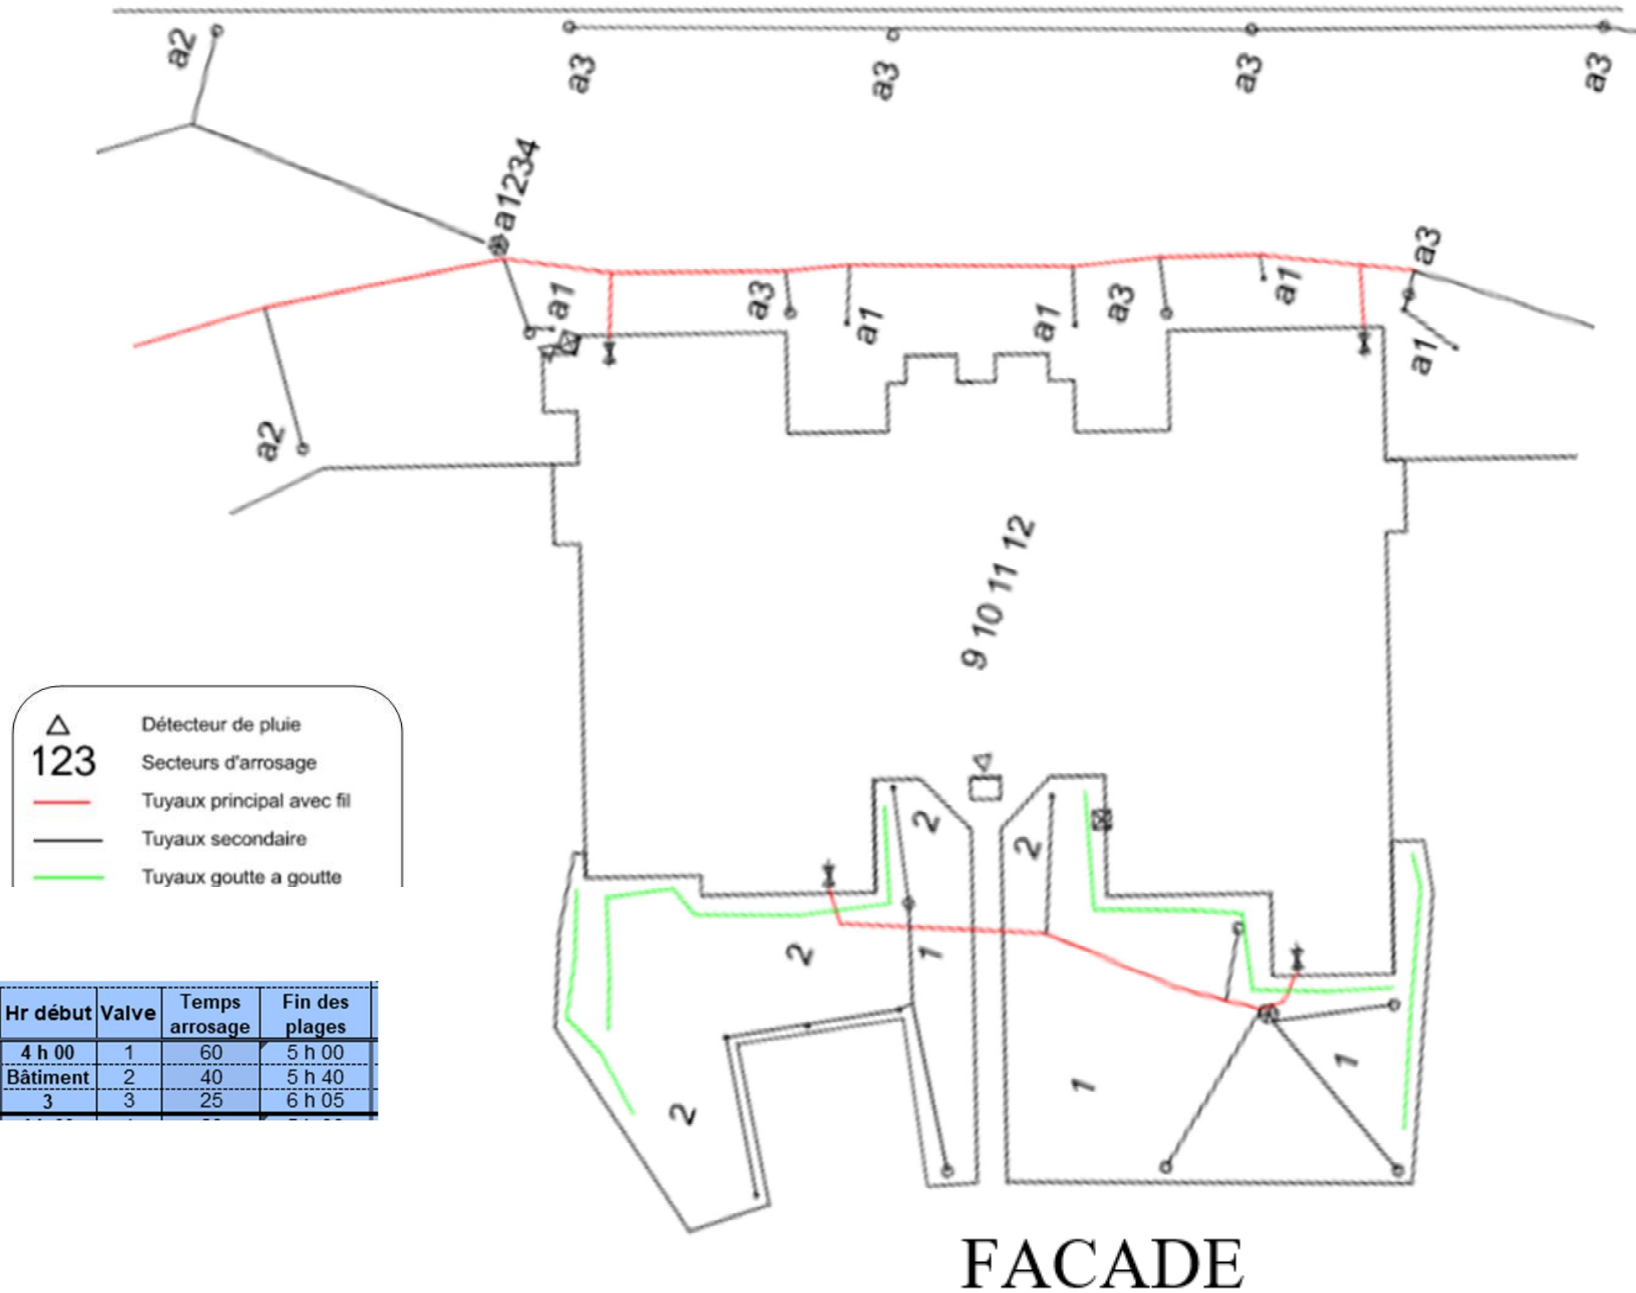 a2
a3
a3
a3
a3
a1234
a1
a3
a1
a1
a3
a1
a3
a1
a2
9 10 11 12
Détecteur de pluie
123 Secteurs d'arrosage
Tuyaux principal avec fil
Tuyaux secondaire
Tuyaux goutte a goutte
2
2
2
1
2
1
1
Hr début Valve Temps arrosage Fin des plages
4 h 00 1 60 5 h 00
Bâtiment 2 40 5 h 40
3 3 25 6 h 05
FACADE